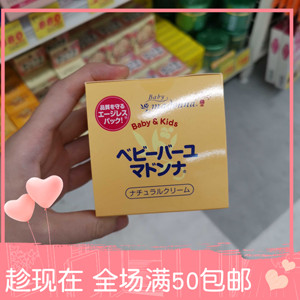 Baby
madonna
品質を守る
エージレス
パック!
Baby & Kids
ベビーバーユ
マドンナ
ナチュラルクリーム
趁现在 全场满50包邮